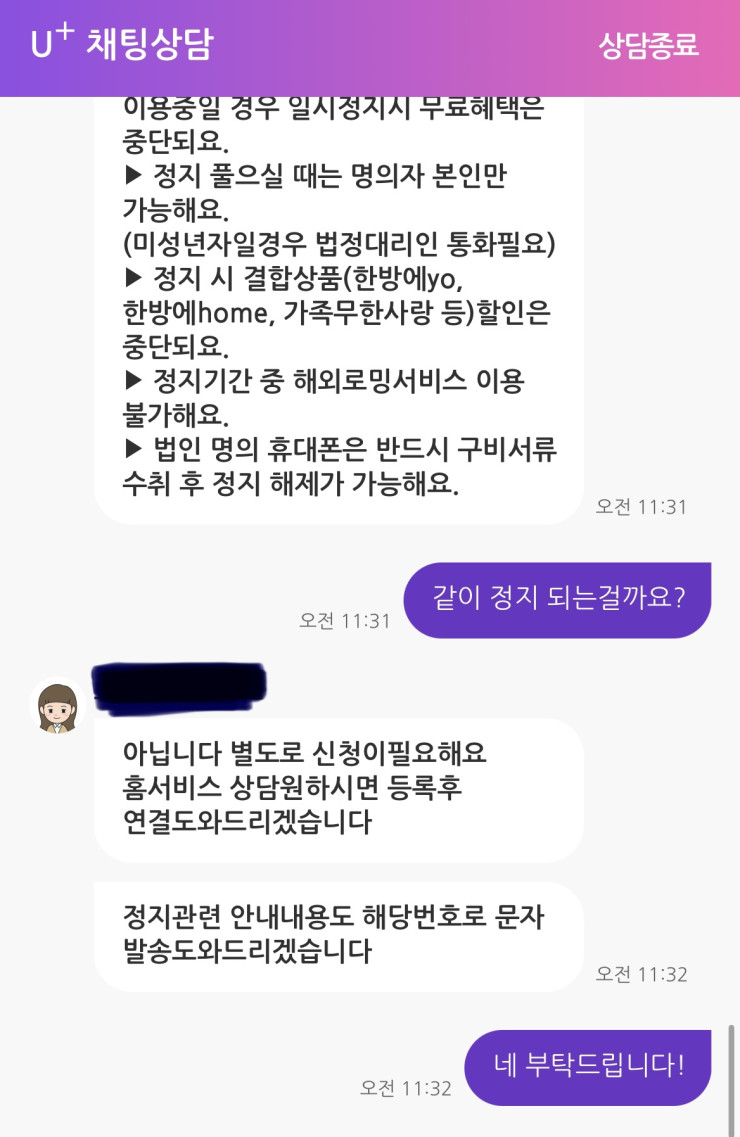 U+ 채팅상담
상담종료
이용중일 경우 일시정지시 무료혜택은
중단되요.
▶ 정지 풀으실 때는 명의자 본인만
가능해요.
(미성년자일경우 법정대리인 통화필요)
▶ 정지 시 결합상품(한방에yo,
한방에home, 가족무한사랑 등)할인은
중단되요.
▶ 정지기간 중 해외로밍서비스 이용
불가해요.
▶ 법인 명의 휴대폰은 반드시 구비서류
수취 후 정지 해제가 가능해요.
오전 11:31
같이 정지 되는걸까요?
오전 11:31
아닙니다 별도로 신청이필요해요
홈서비스 상담원하시면 등록후
연결도와드리겠습니다
정지관련 안내내용도 해당번호로 문자
발송도와드리겠습니다
오전 11:32
네 부탁드립니다!
오전 11:32